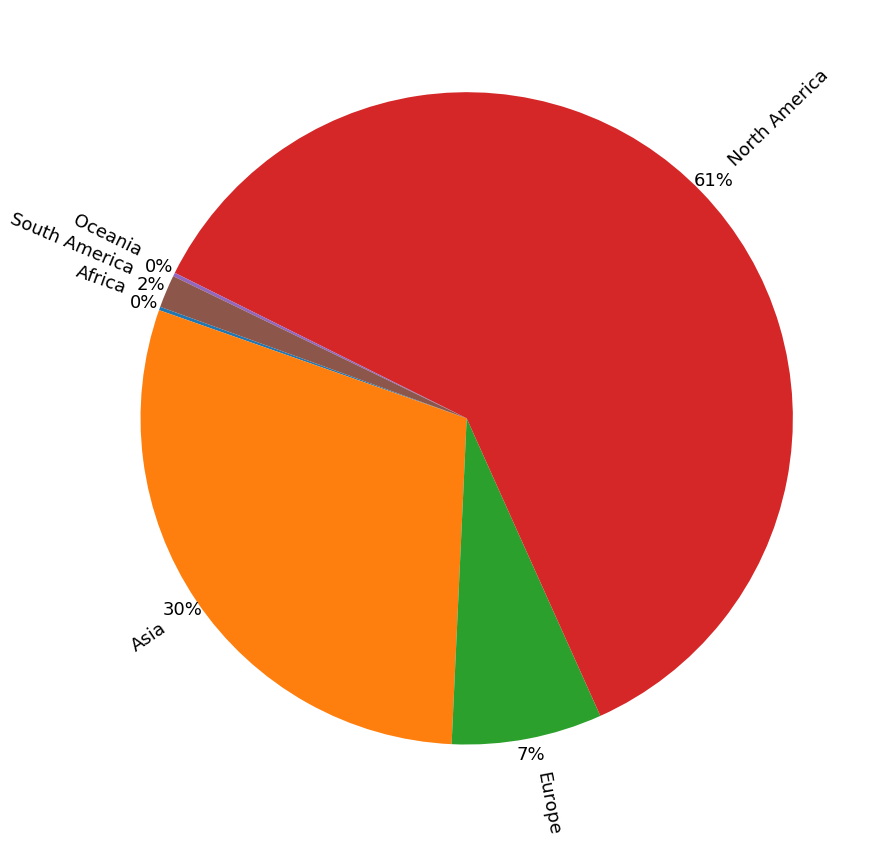 North America
61%
Oceania
0%
South America
2%
Africa
0%
30%
Asia
7%
Europe